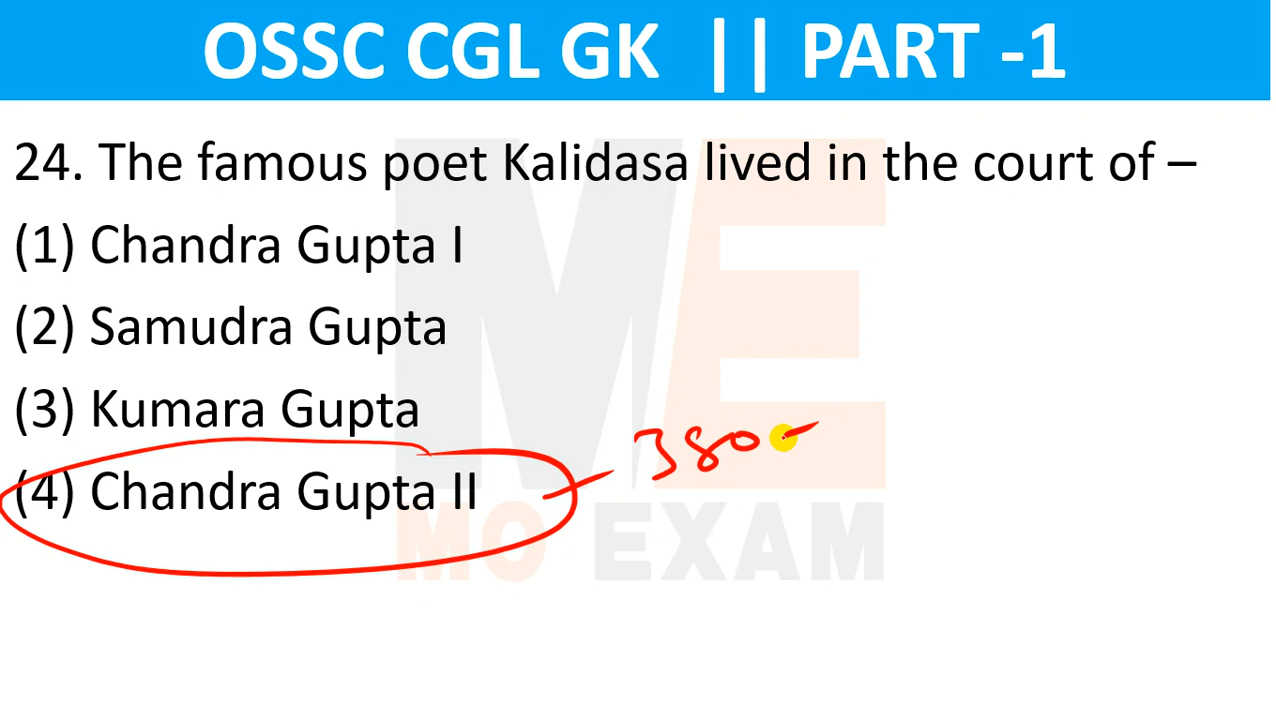 OSSC CGL GK || PART -1
24. The famous poet Kalidasa lived in the court of –
(1) Chandra Gupta I
(2) Samudra Gupta
(3) Kumara Gupta
(4) Chandra Gupta II - 380 -
ME
MO EXAM